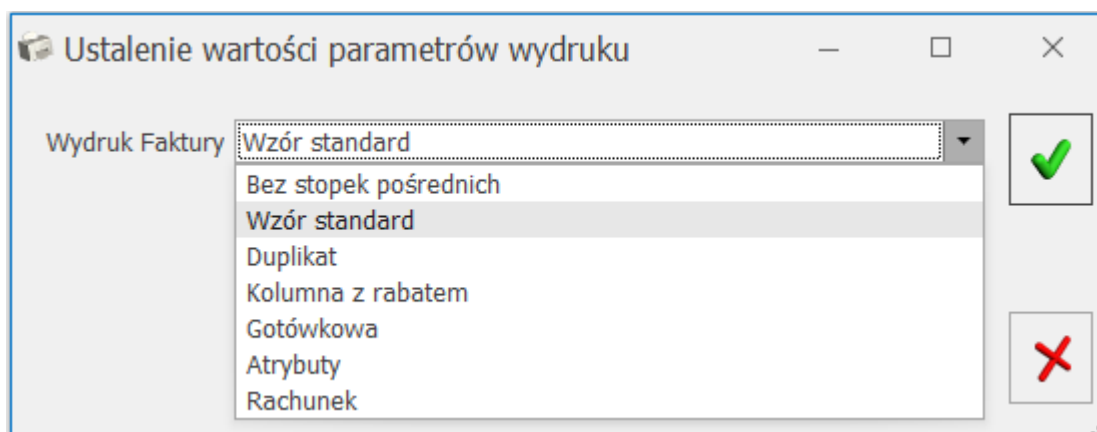 Ustalenie wartości parametrów wydruku
Wydruk Faktury Wzór standard
Bez stopek pośrednich
Wzór standard
Duplikat
Kolumna z rabatem
Gotówkowa
Atrybuty
Rachunek